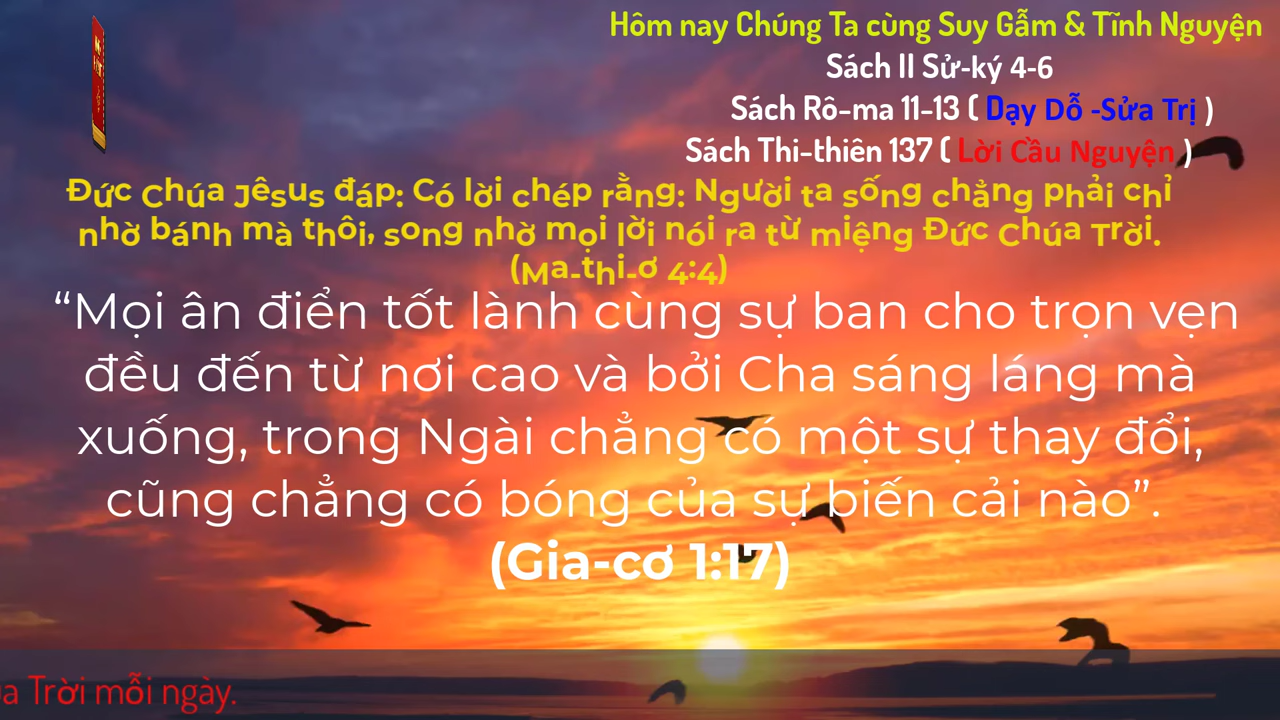 Hôm nay Chúng Ta cùng Suy Gẫm & Tĩnh Nguyện
Sách II Sử-ký 4-6
Sách Rô-ma 11-13 ( Dạy Dỗ -Sửa Trị )
Sách Thi-thiên 137 ( Lời Cầu Nguyện )
Đức Chúa Jêsus đáp: Có lời chép rằng: Người ta sống chẳng phải chỉ
nhờ bánh mà thôi, song nhờ mọi lời nói ra từ miệng Đức Chúa Trời.
(Ma-thi-ơ 4:4)
“Mọi ân điển tốt lành cùng sự ban cho trọn vẹn
đều đến từ nơi cao và bởi Cha sáng láng mà
xuống, trong Ngài chẳng có một sự thay đổi,
cũng chẳng có bóng của sự biến cải nào”.
(Gia-cơ 1:17)
Trời mỗi ngày.